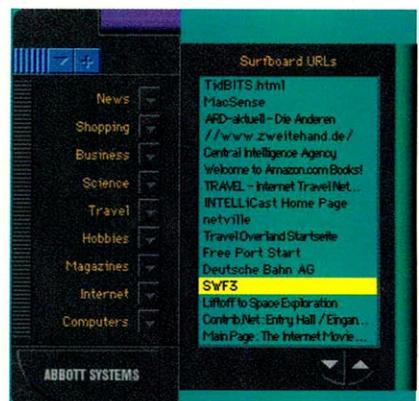 Surfboard URLs
TidBITS.html
MacSense
ARD-aktuell - Die Anderen
//www.zweitehand.de/
Central Intelligence Agency
Welcome to Amazon.com Books!
TRAVEL - Internet Travel Net...
INTELLiCast Home Page
netville
Travel Overland Startseite
Free Port Start
Deutsche Bahn AG
SWF3
Liftoff to Space Exploration
Contrib.Net: Entry Hall / Eingan...
Main Page: The Internet Movie ...
News
Shopping
Business
Science
Travel
Hobbies
Magazines
Internet
Computers
ABBOTT SYSTEMS